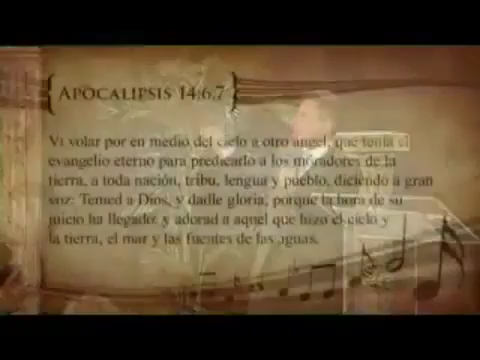 APOCALIPSIS 14:6,7
Vi volar por en medio del cielo a otro ángel, que tenía el
evangelio eterno para predicarlo a los moradores de la
tierra, a toda nación, tribu, lengua y pueblo, diciendo a gran
voz: Temed a Dios, y dadle gloria, porque la hora de su
juicio ha llegado; y adorad a aquel que hizo el cielo y
la tierra, el mar y las fuentes de las aguas.